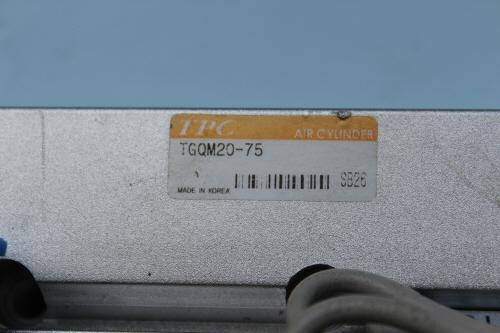 TPC
AIR CYLINDER
TGQM20-75
MADE IN KOREA
SB26